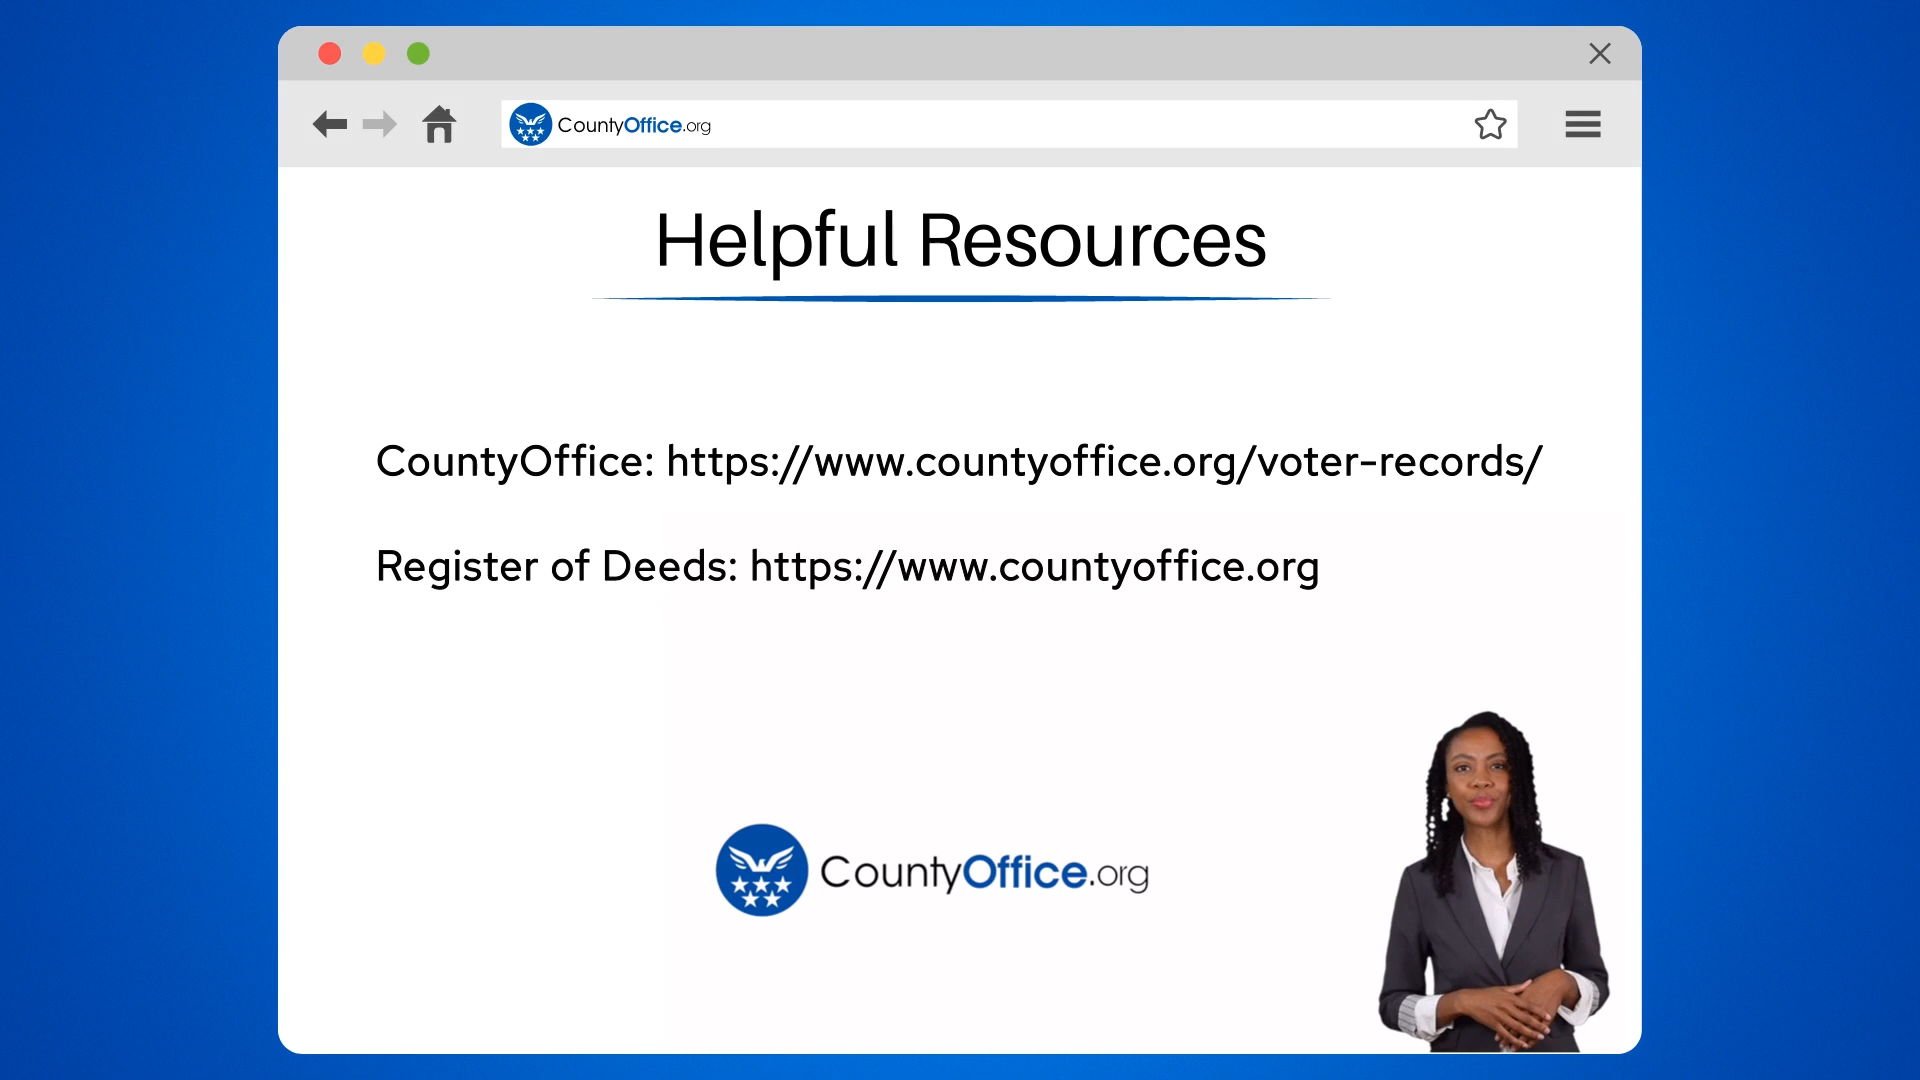 CountyOffice.org
Helpful Resources
CountyOffice: https://www.countyoffice.org/voter-records/
Register of Deeds: https://www.countyoffice.org
CountyOffice.org